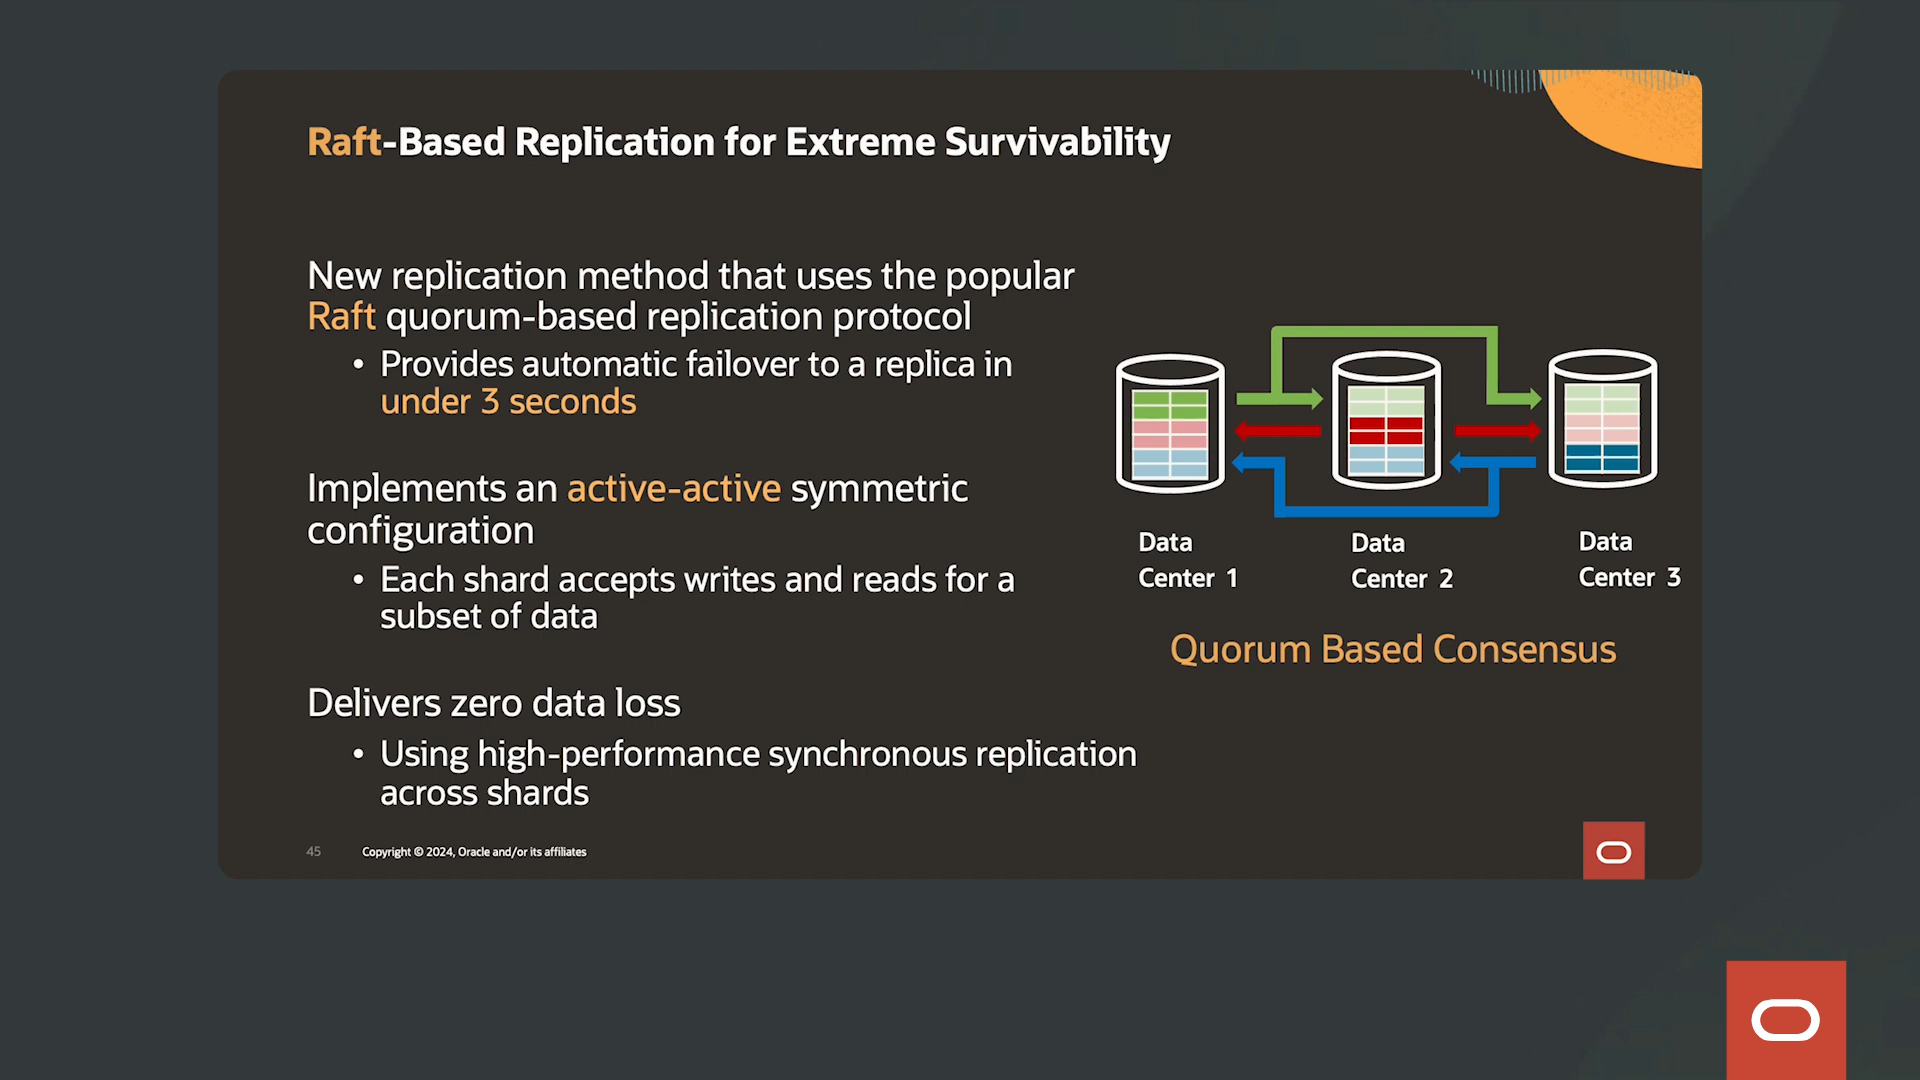 Raft-Based Replication for Extreme Survivability
New replication method that uses the popular
Raft quorum-based replication protocol
• Provides automatic failover to a replica in
under 3 seconds
Implements an active-active symmetric
configuration
• Each shard accepts writes and reads for a
subset of data
Delivers zero data loss
• Using high-performance synchronous replication
across shards
Data
Center 1
Data
Center 2
Data
Center 3
Quorum Based Consensus
45
Copyright © 2024, Oracle and/or its affiliates